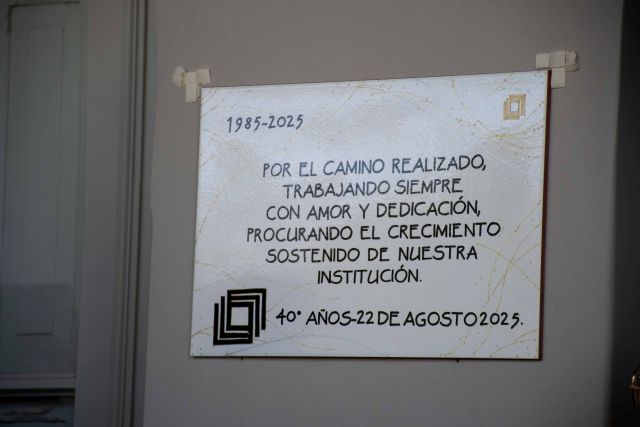 1985-2025
POR EL CAMINO REALIZADO,
TRABAJANDO SIEMPRE
CON AMOR Y DEDICACIÓN,
PROCURANDO EL CRECIMIENTO
SOSTENIDO DE NUESTRA
INSTITUCIÓN.
40° AÑOS-22 DE AGOSTO 2025.